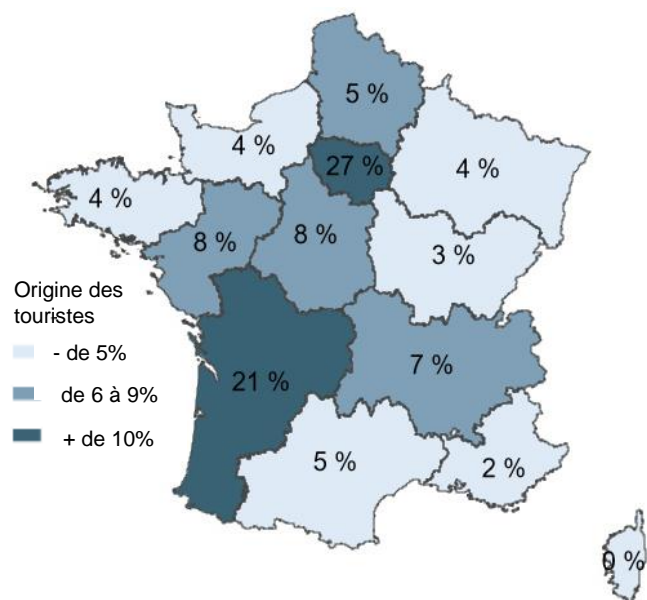 5 %
4 %
27 %
4 %
4 %
8 %
8 %
3 %
Origine des
touristes
- de 5%
de 6 à 9%
+ de 10%
21 %
7 %
5 %
2 %
0 %